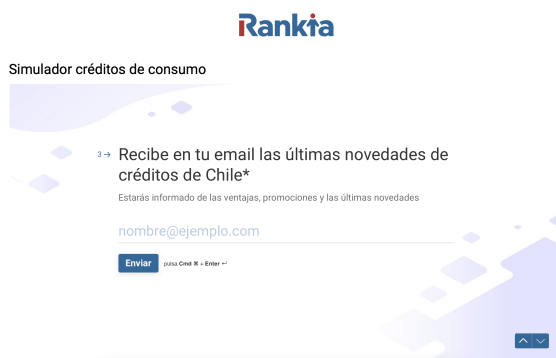 Rankia
Simulador créditos de consumo
3→ Recibe en tu email las últimas novedades de
créditos de Chile*
Estarás informado de las ventajas, promociones y las últimas novedades
nombre@ejemplo.com
Enviar pulsa Cmd ⌘ + Enter ↵